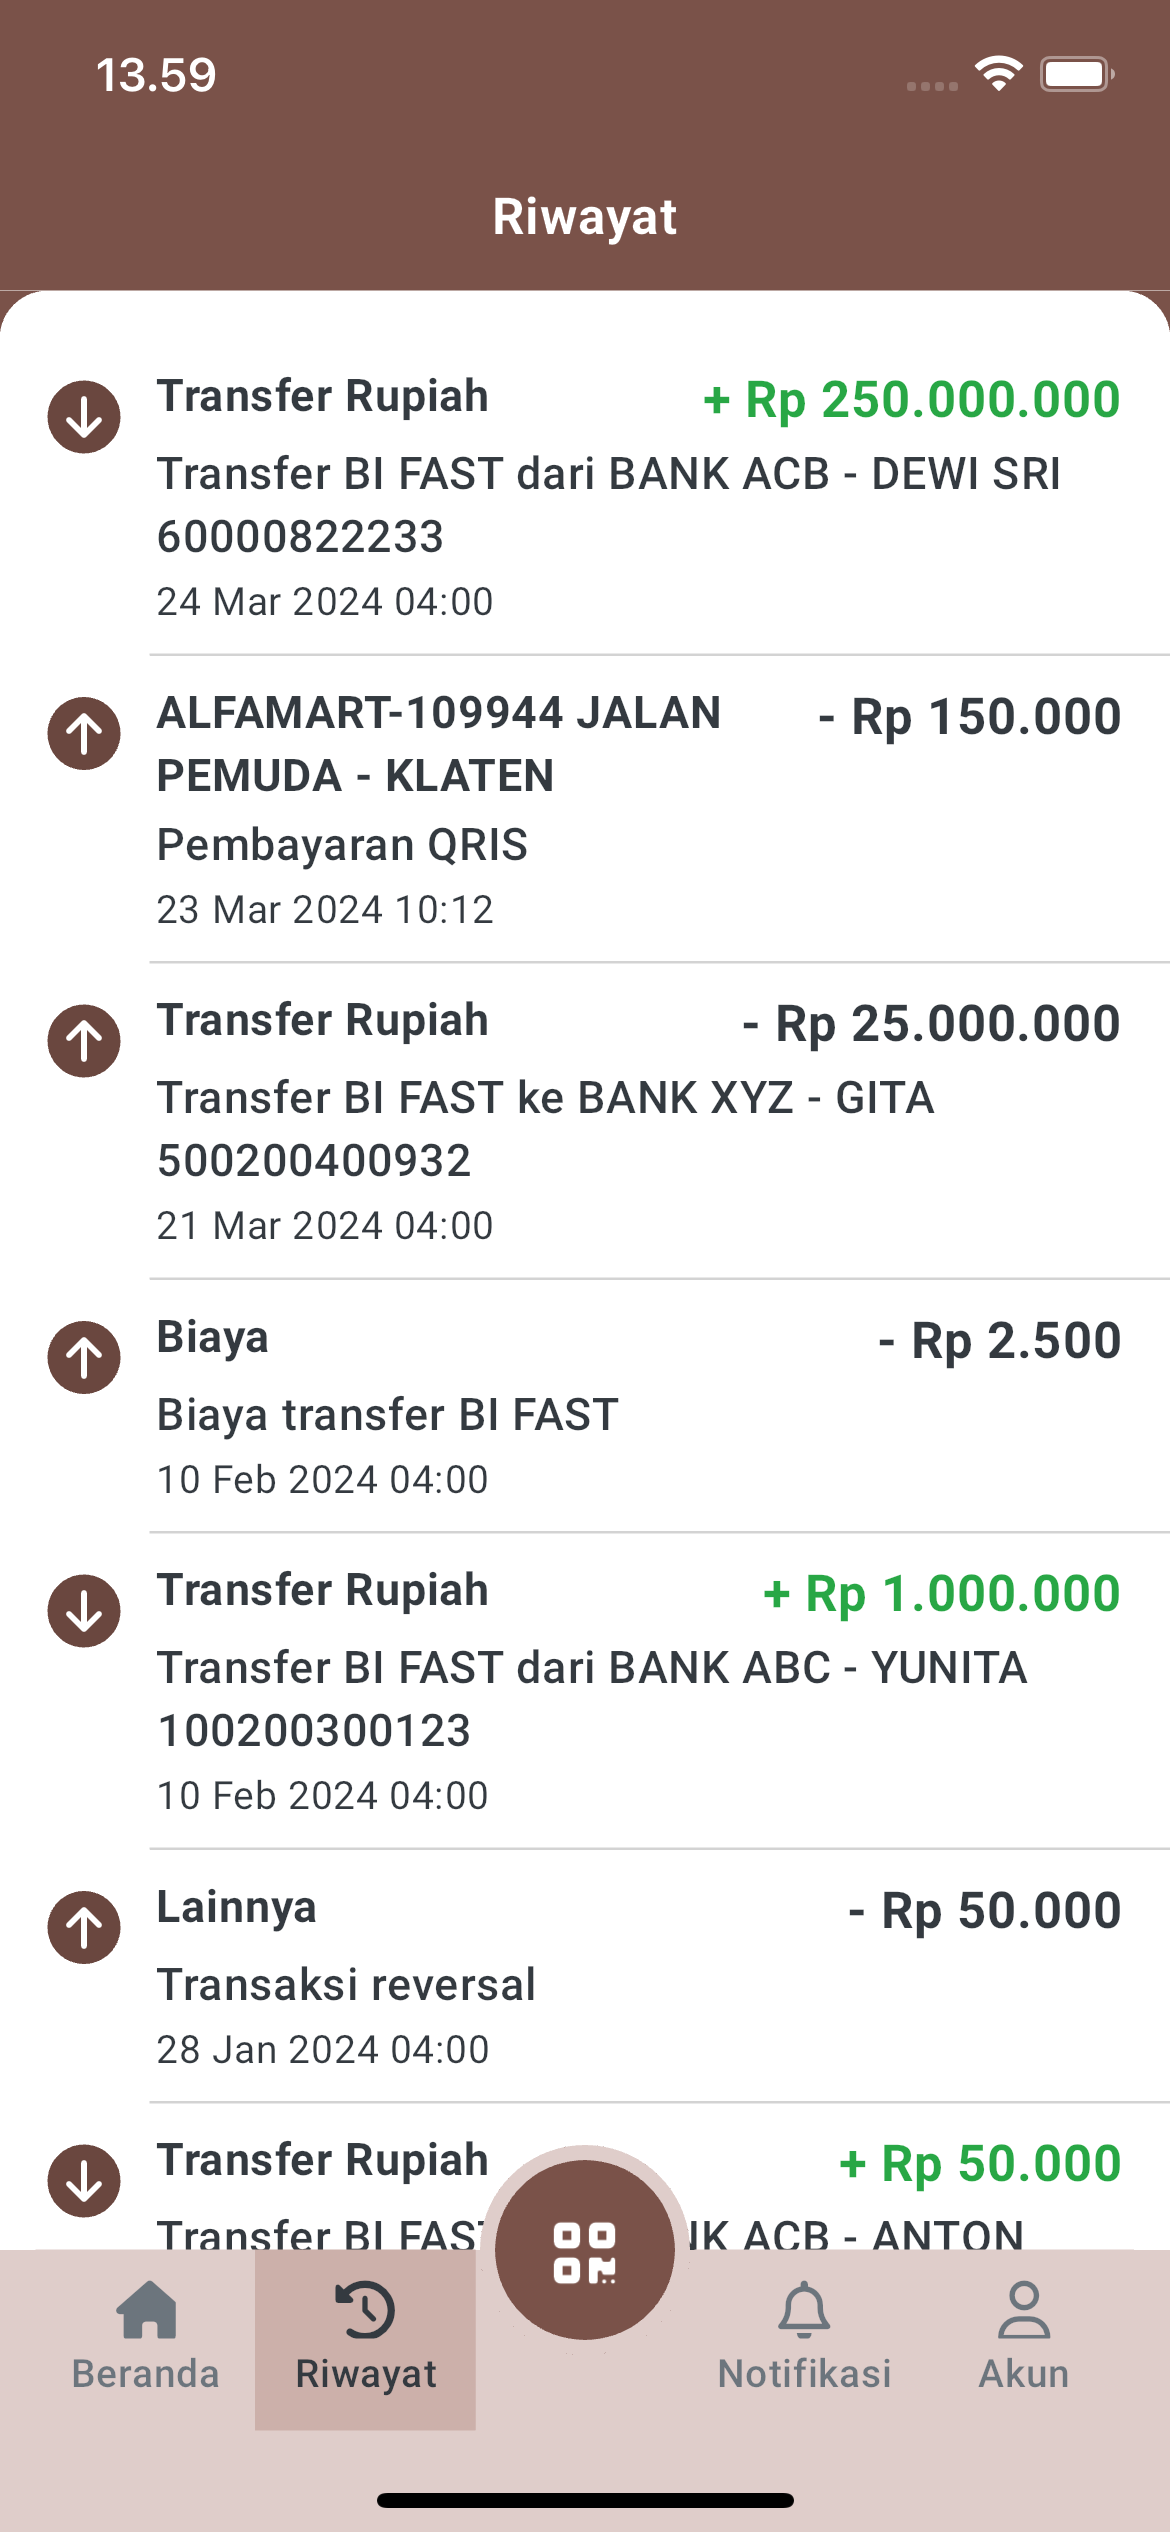 13.59
Riwayat
Transfer Rupiah + Rp 250.000.000
Transfer BI FAST dari BANK ACB - DEWI SRI
60000822233
24 Mar 2024 04:00
ALFAMART-109944 JALAN - Rp 150.000
PEMUDA - KLATEN
Pembayaran QRIS
23 Mar 2024 10:12
Transfer Rupiah - Rp 25.000.000
Transfer BI FAST ke BANK XYZ - GITA
500200400932
21 Mar 2024 04:00
Biaya - Rp 2.500
Biaya transfer BI FAST
10 Feb 2024 04:00
Transfer Rupiah + Rp 1.000.000
Transfer BI FAST dari BANK ABC - YUNITA
100200300123
10 Feb 2024 04:00
Lainnya - Rp 50.000
Transaksi reversal
28 Jan 2024 04:00
Transfer Rupiah + Rp 50.000
Transfer BI FAST ACB - ANTON
Beranda Riwayat Notifikasi Akun